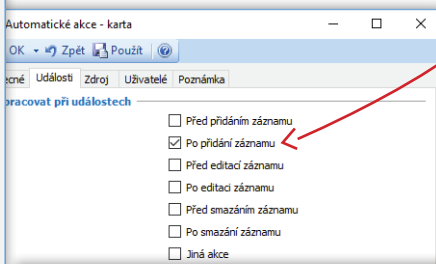 Automatické akce - karta
OK Zpět Použít
ecné Události Zdroj Uživatelé Poznámka
pracovat při událostech
Před přidáním záznamu
Po přidání záznamu
Před editací záznamu
Po editaci záznamu
Před smazáním záznamu
Po smazání záznamu
Jiná akce